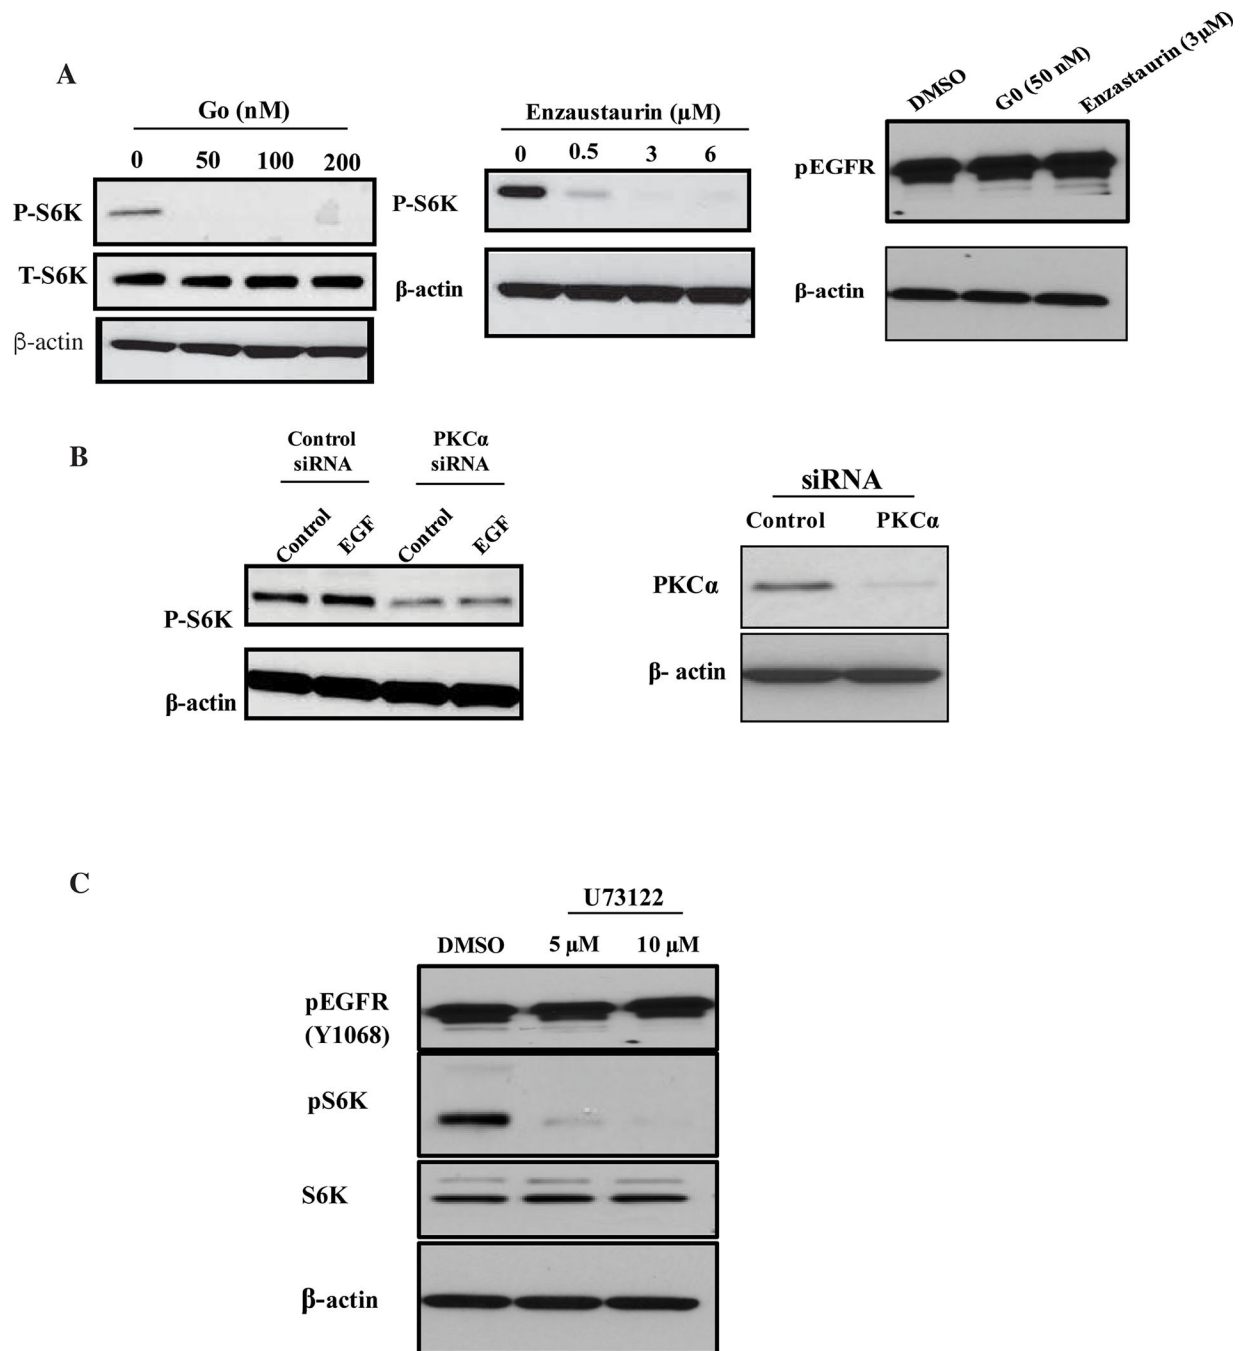 A
Go (nM)
0 50 100 200
P-S6K
T-S6K
β-actin
Enzaustaurin (µM)
0 0.5 3 6
P-S6K
β-actin
DMSO
G0 (50 nM)
Enzastaurin (3µM)
pEGFR
β-actin
B
Control
siRNA
PKCα
siRNA
Control
EGF
Control
EGF
P-S6K
β-actin
siRNA
Control PKCα
PKCα
β- actin
C
U73122
DMSO 5 µM 10 µM
pEGFR
(Y1068)
pS6K
S6K
β-actin